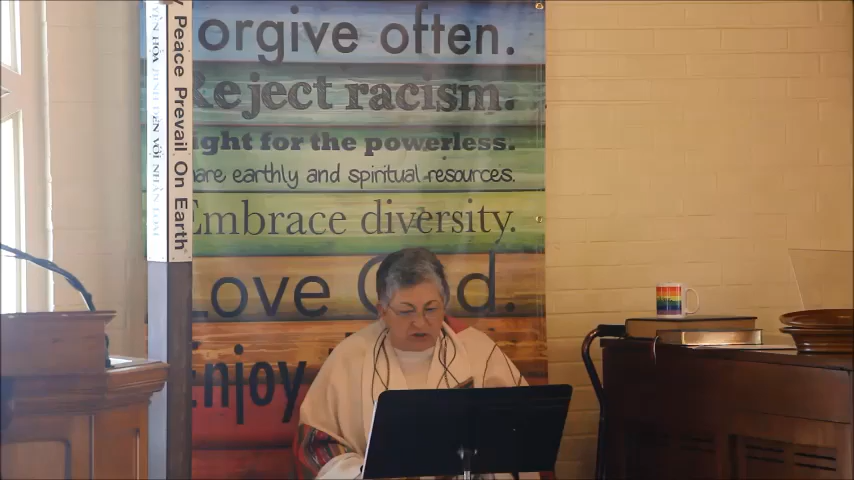 Peace Prevail On Earth
orgive often.
Reject racism.
ight for the powerless.
are earthly and spiritual resources.
Embrace diversity.
Love God.
Enjoy